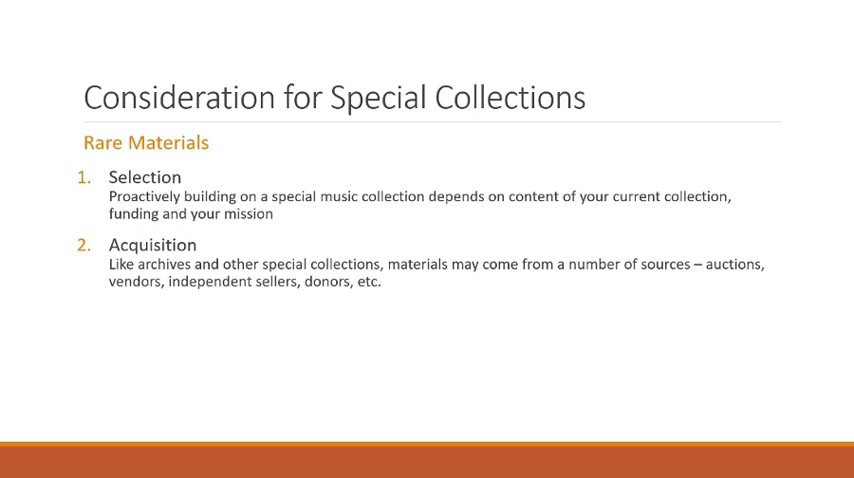 Consideration for Special Collections
Rare Materials
1. Selection
Proactively building on a special music collection depends on content of your current collection,
funding and your mission
2. Acquisition
Like archives and other special collections, materials may come from a number of sources – auctions,
vendors, independent sellers, donors, etc.